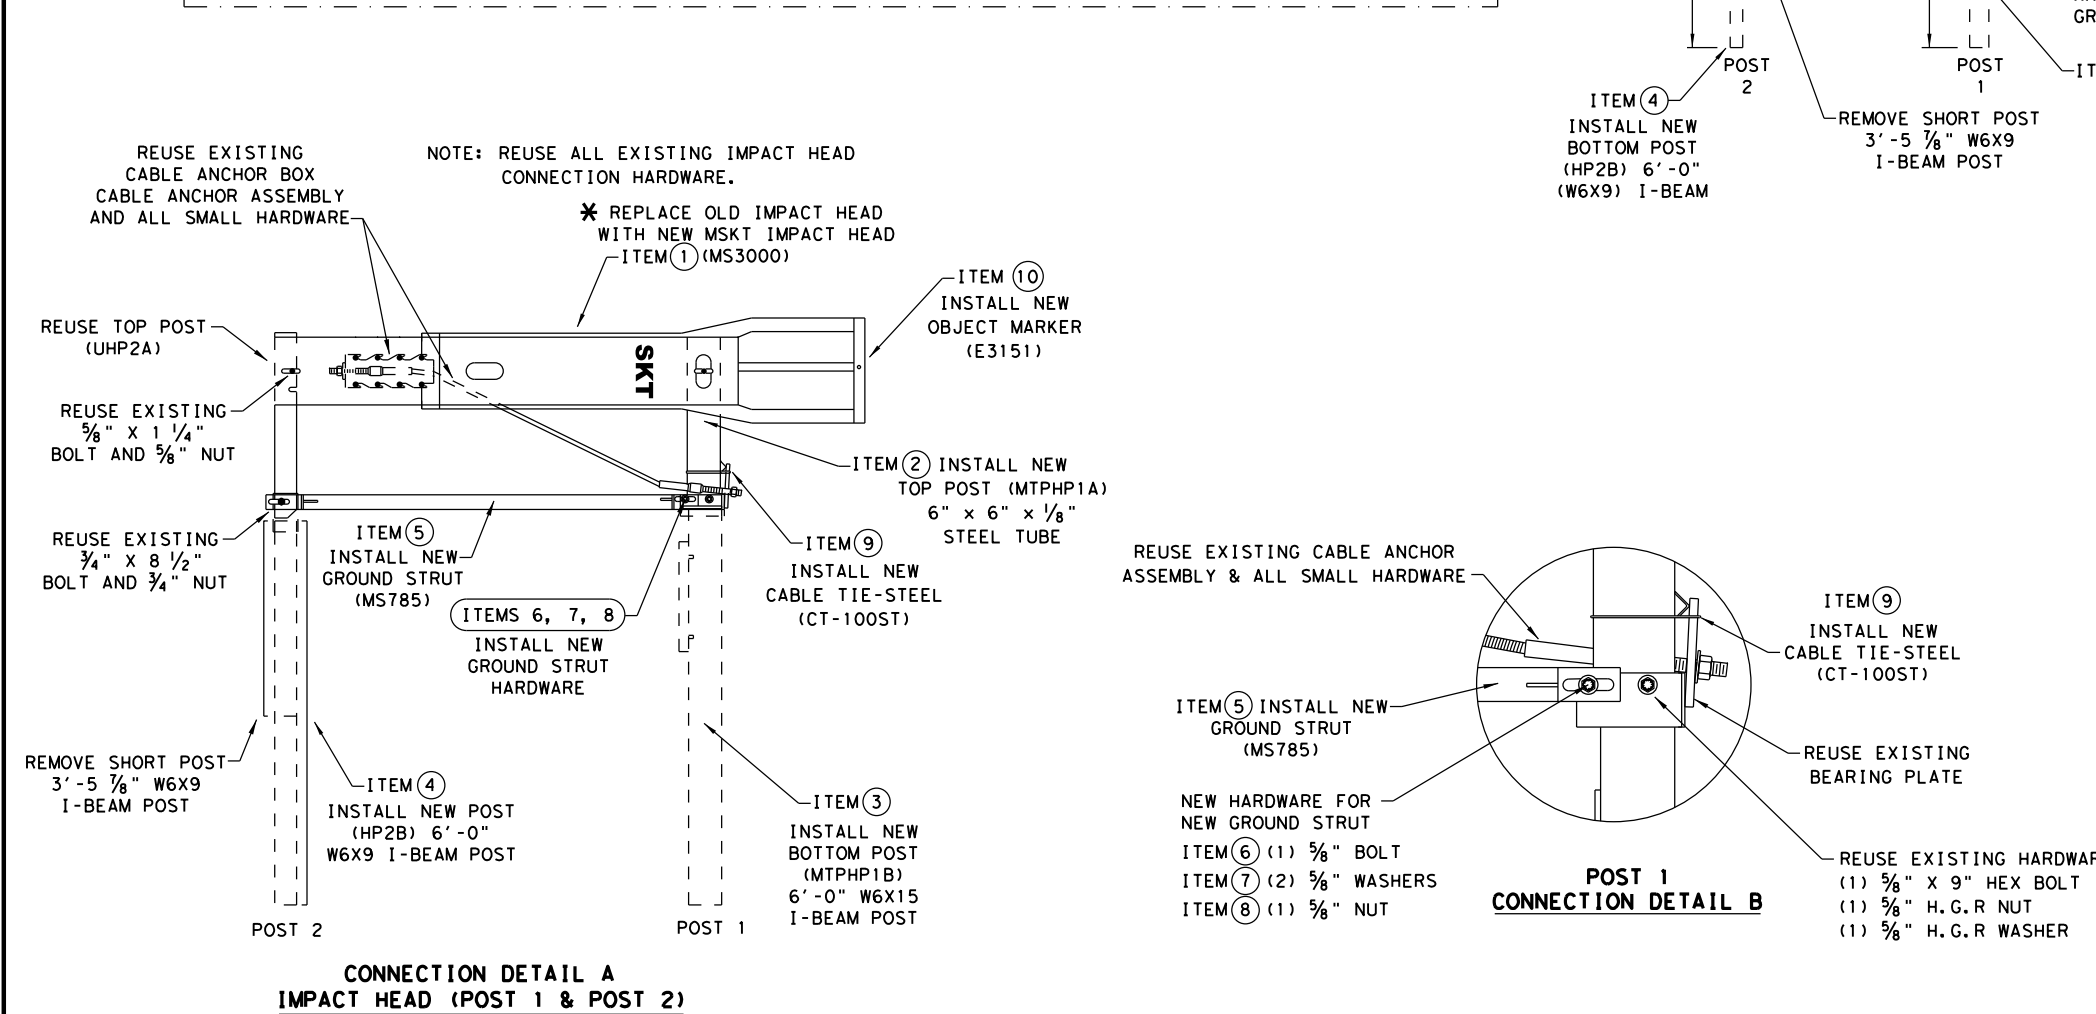 GR
POST
2
POST
1
ITEM 4
INSTALL NEW
BOTTOM POST
(HP2B) 6'-0"
(W6X9) I-BEAM
REMOVE SHORT POST
3'-5 7/8" W6X9
I-BEAM POST
REUSE EXISTING
CABLE ANCHOR BOX
CABLE ANCHOR ASSEMBLY
AND ALL SMALL HARDWARE
NOTE: REUSE ALL EXISTING IMPACT HEAD
CONNECTION HARDWARE.
* REPLACE OLD IMPACT HEAD
WITH NEW MSKT IMPACT HEAD
ITEM 1 (MS3000)
ITEM 10
INSTALL NEW
OBJECT MARKER
(E3151)
REUSE TOP POST
(UHP2A)
SKT
REUSE EXISTING
5/8" X 1 1/4"
BOLT AND 5/8" NUT
ITEM 2 INSTALL NEW
TOP POST (MTPHP1A)
6" x 6" x 1/8"
STEEL TUBE
REUSE EXISTING
3/4" X 8 1/2"
BOLT AND 3/4" NUT
ITEM 5
INSTALL NEW
GROUND STRUT
(MS785)
ITEM 9
INSTALL NEW
CABLE TIE-STEEL
(CT-100ST)
ITEMS 6, 7, 8
INSTALL NEW
GROUND STRUT
HARDWARE
REMOVE SHORT POST
3'-5 7/8" W6X9
I-BEAM POST
ITEM 4
INSTALL NEW POST
(HP2B) 6'-0"
W6X9 I-BEAM POST
ITEM 3
INSTALL NEW
BOTTOM POST
(MTPHP1B)
6'-0" W6X15
I-BEAM POST
POST 2
POST 1
CONNECTION DETAIL A
IMPACT HEAD (POST 1 & POST 2)
REUSE EXISTING CABLE ANCHOR
ASSEMBLY & ALL SMALL HARDWARE
ITEM 9
INSTALL NEW
CABLE TIE-STEEL
(CT-100ST)
ITEM 5 INSTALL NEW
GROUND STRUT
(MS785)
REUSE EXISTING
BEARING PLATE
NEW HARDWARE FOR
NEW GROUND STRUT
ITEM 6 (1) 5/8" BOLT
ITEM 7 (2) 5/8" WASHERS
ITEM 8 (1) 5/8" NUT
POST 1
CONNECTION DETAIL B
REUSE EXISTING HARDWAR
(1) 5/8" X 9" HEX BOLT
(1) 5/8" H.G.R NUT
(1) 5/8" H.G.R WASHER